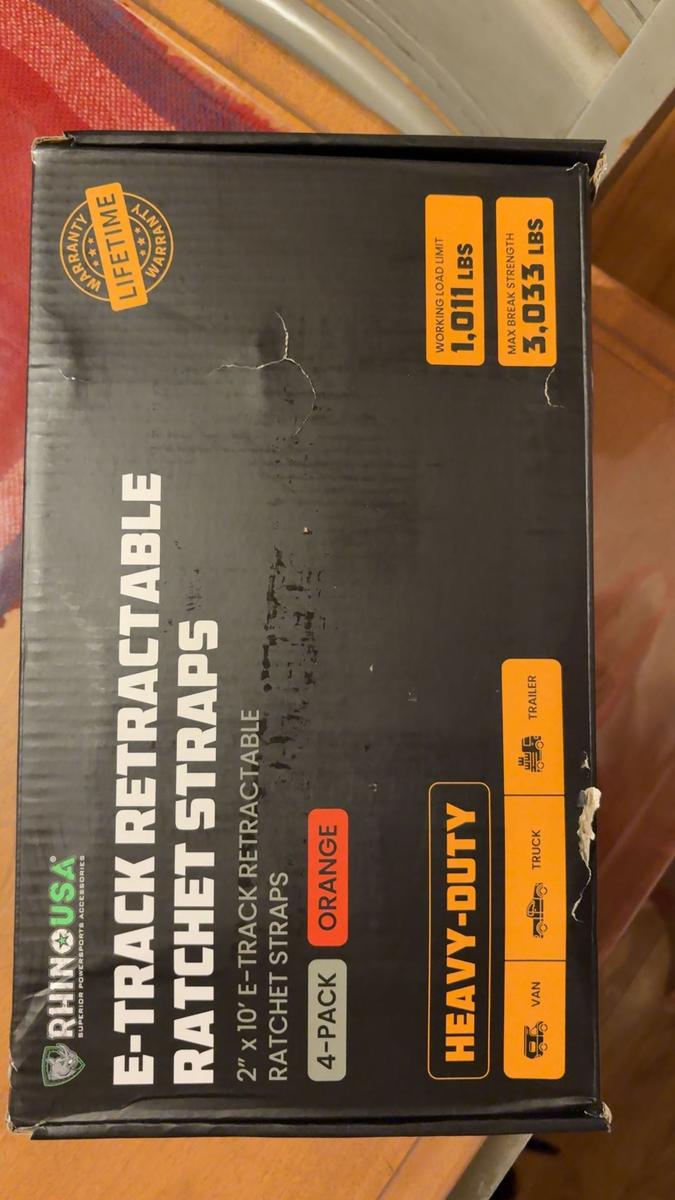 RHINO USA®
SUPERIOR POWERSPORTS ACCESSORIES
E-TRACK RETRACTABLE
RATCHET STRAPS
2" x 10' E-TRACK RETRACTABLE
RATCHET STRAPS
4-PACK
ORANGE
HEAVY-DUTY
VAN
TRUCK
TRAILER
WARRANTY
LIFETIME
WARRANTY
WORKING LOAD LIMIT
1,011 LBS
MAX BREAK STRENGTH
3,033 LBS